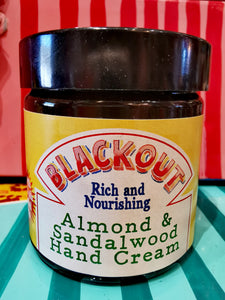 BLACKOUT
Rich and
Nourishing
Almond &
Sandalwood
Hand Cream